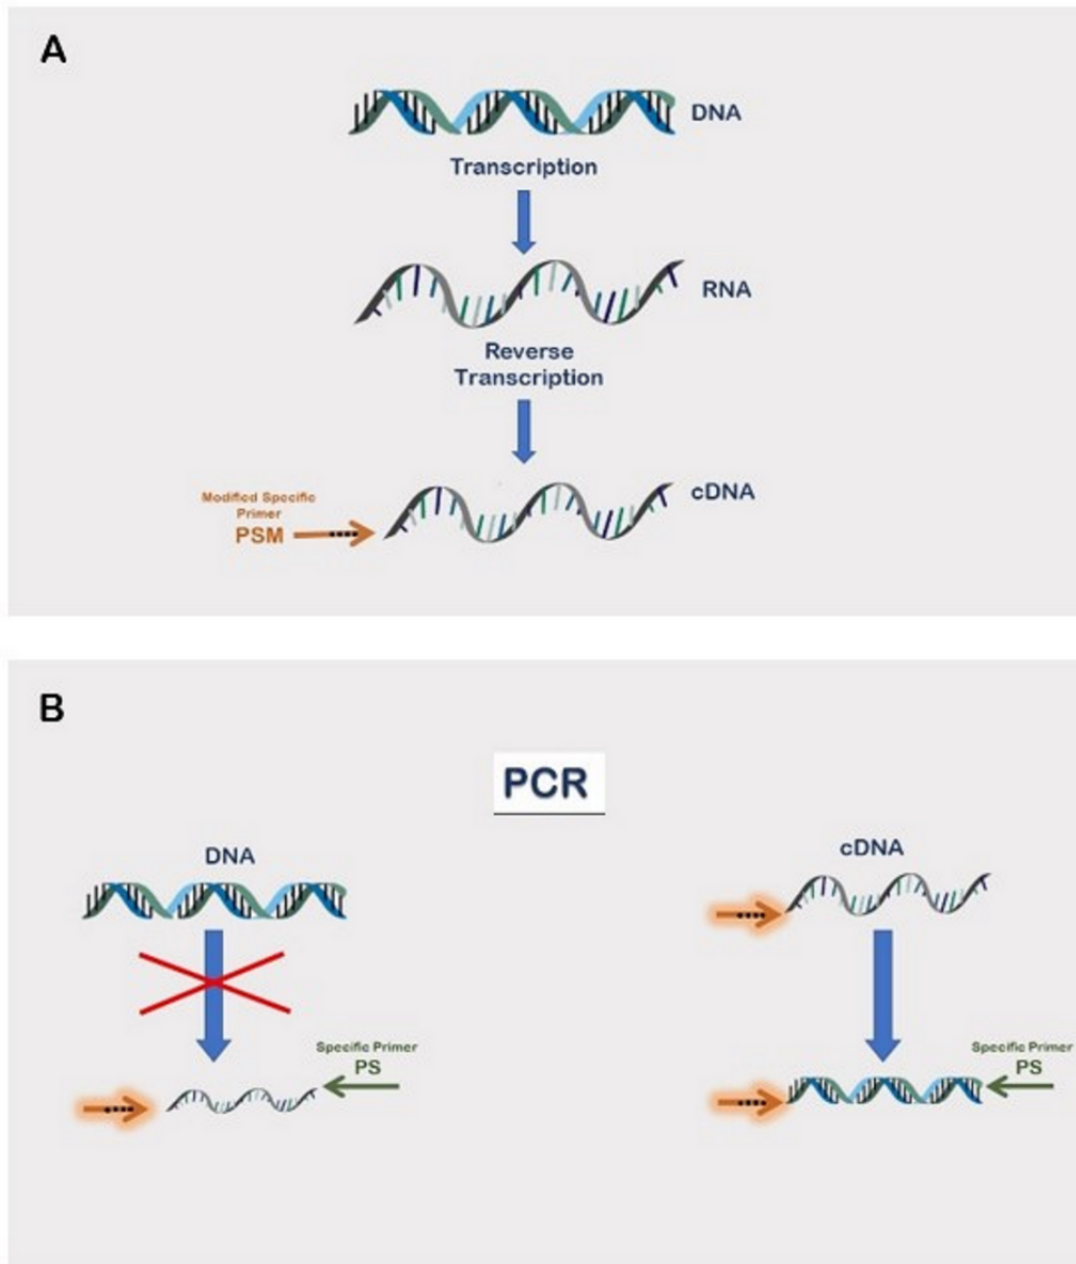 A
DNA
Transcription
RNA
Reverse
Transcription
cDNA
Modified Specific
Primer
PSM
B
PCR
DNA
cDNA
Specific Primer
PS
Specific Primer
PS